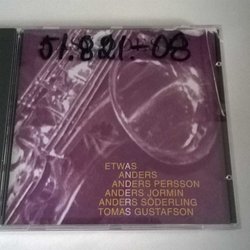 51.821.-08
ETWAS
ANDERS
ANDERS PERSSON
ANDERS JORMIN
ANDERS SÖDERLING
TOMAS GUSTAFSON